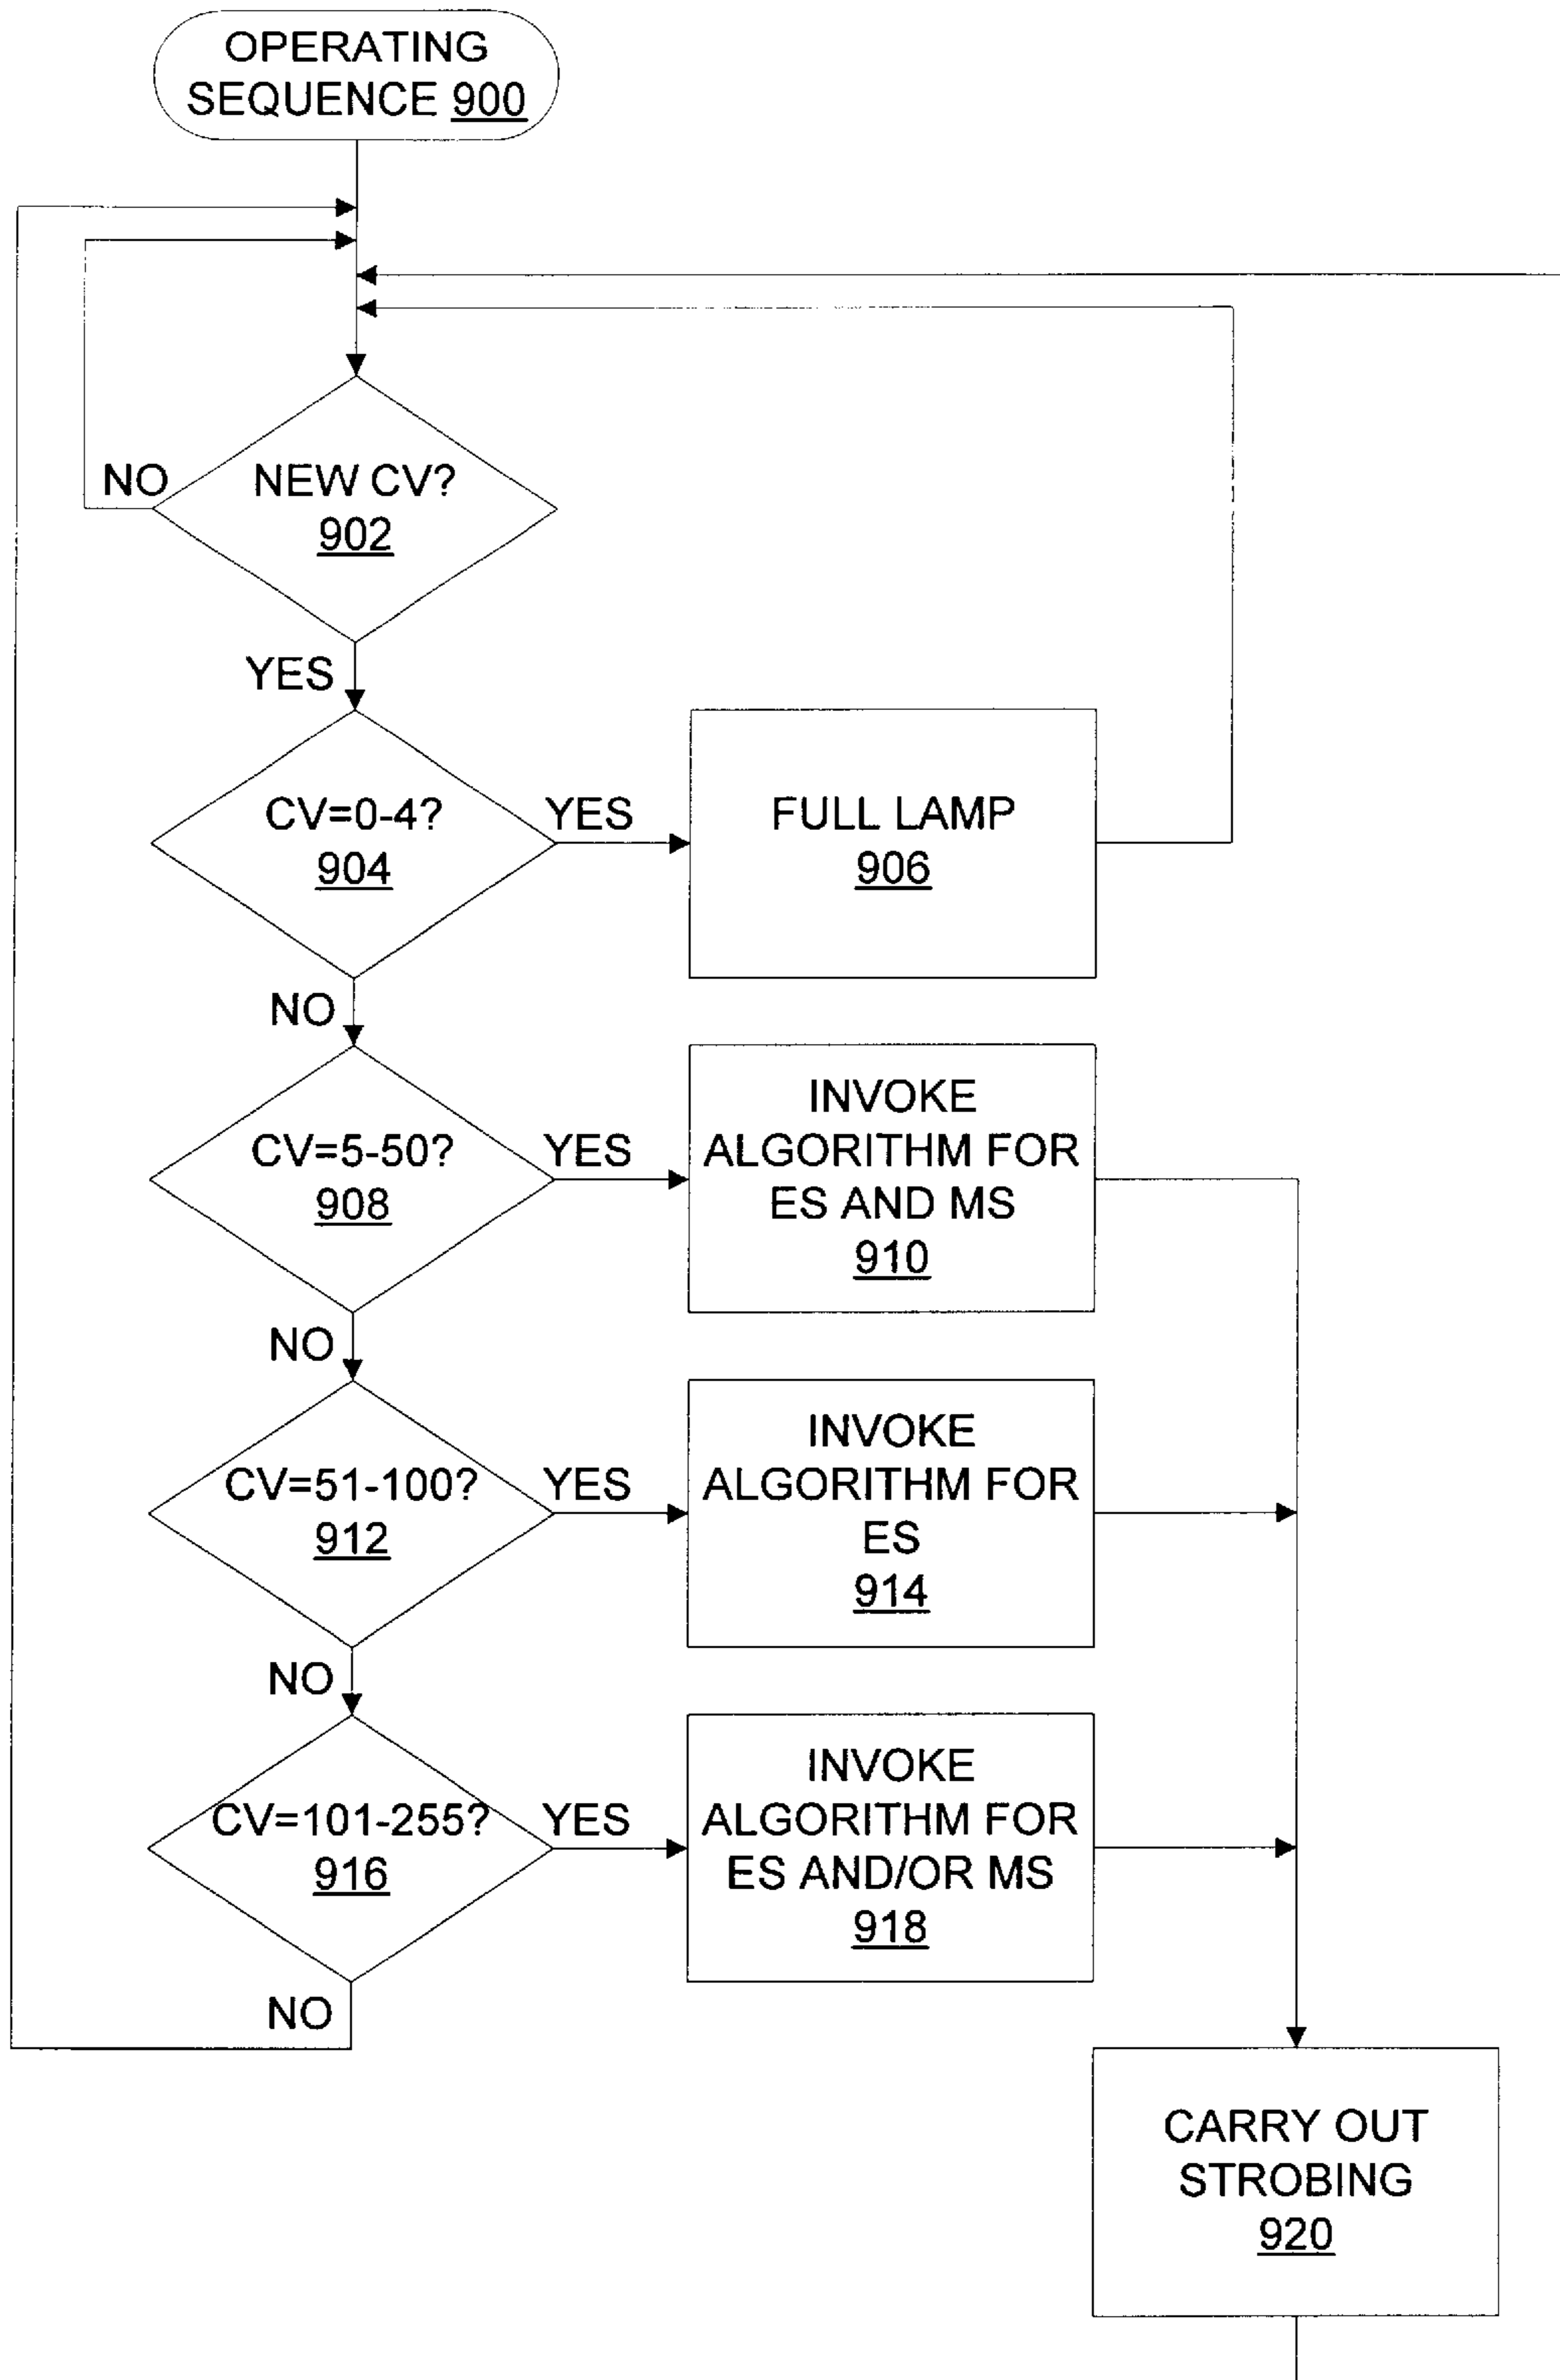 OPERATING
SEQUENCE 900
NO
NEW CV?
902
YES
CV=0-4?
904
YES
FULL LAMP
906
NO
CV=5-50?
908
YES
INVOKE
ALGORITHM FOR
ES AND MS
910
NO
CV=51-100?
912
YES
INVOKE
ALGORITHM FOR
ES
914
NO
CV=101-255?
916
YES
INVOKE
ALGORITHM FOR
ES AND/OR MS
918
NO
CARRY OUT
STROBING
920